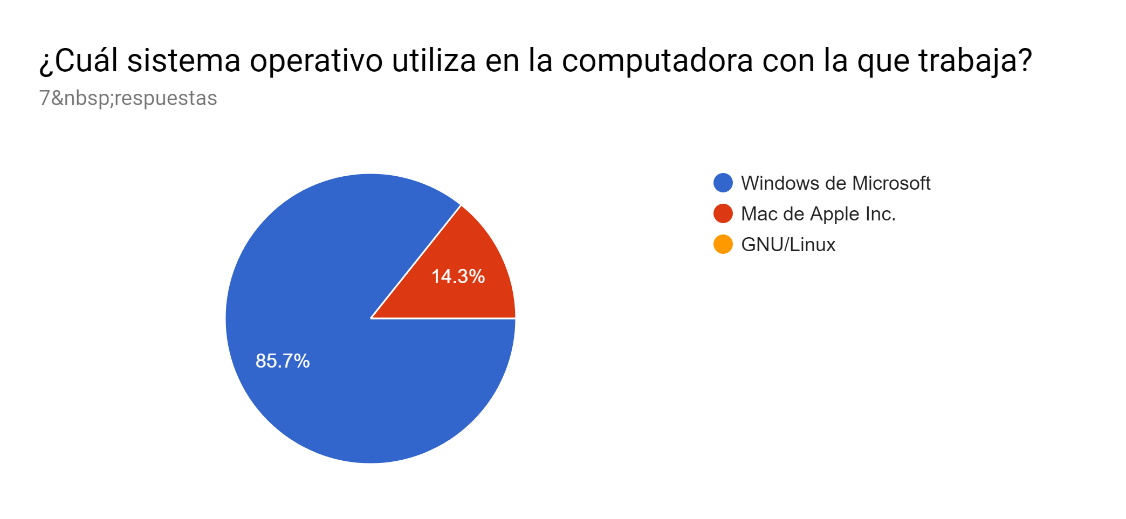 ¿Cuál sistema operativo utiliza en la computadora con la que trabaja?
7&nbsp;respuestas
Windows de Microsoft
Mac de Apple Inc.
GNU/Linux
14.3%
85.7%